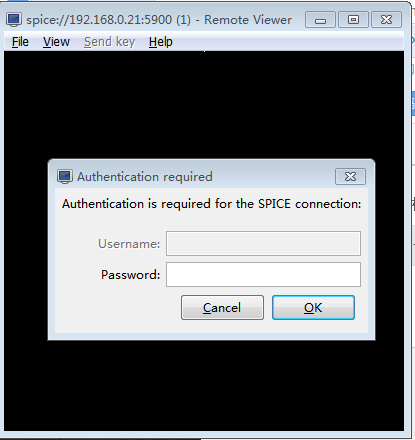 spice://192.168.0.21:5900 (1) - Remote Viewer
File View Send key Help
Authentication required
Authentication is required for the SPICE connection:
Username:
Password:
Cancel OK